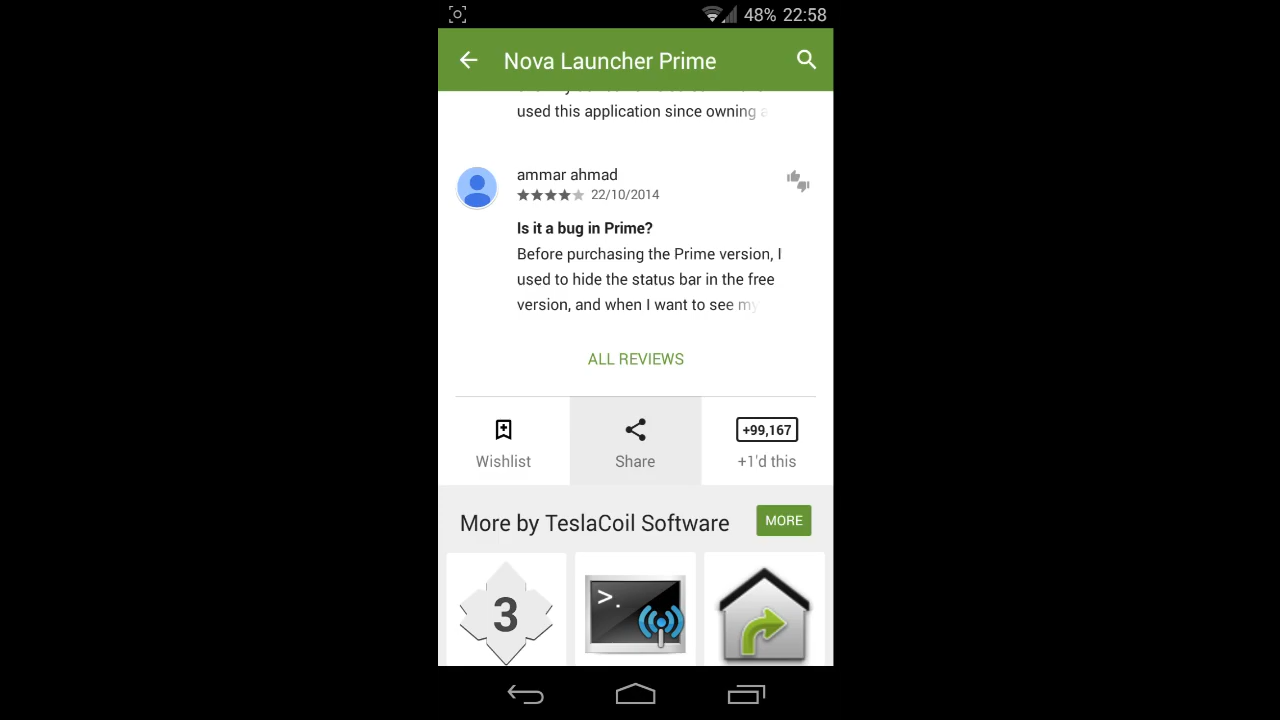 48% 22:58
Nova Launcher Prime
used this application since owning a
ammar ahmad
22/10/2014
Is it a bug in Prime?
Before purchasing the Prime version, I
used to hide the status bar in the free
version, and when I want to see my
ALL REVIEWS
+99,167
Wishlist Share +1'd this
More by TeslaCoil Software MORE
3 >.